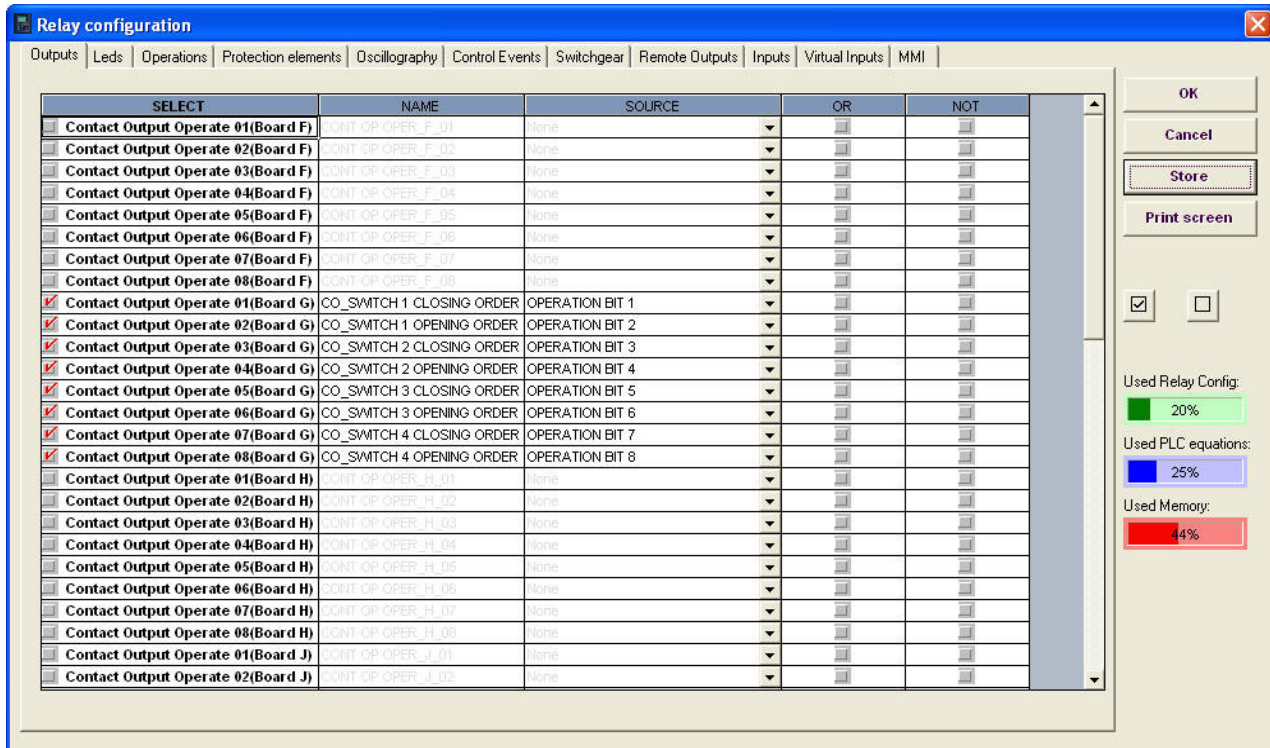 Relay configuration
Outputs Leds Operations Protection elements Oscillography Control Events Switchgear Remote Outputs Inputs Virtual Inputs MMI
SELECT NAME SOURCE OR NOT
Contact Output Operate 01(Board F) CONT OP OPER_F_01 None
Contact Output Operate 02(Board F) CONT OP OPER_F_02 None
Contact Output Operate 03(Board F) CONT OP OPER_F_03 None
Contact Output Operate 04(Board F) CONT OP OPER_F_04 None
Contact Output Operate 05(Board F) CONT OP OPER_F_05 None
Contact Output Operate 06(Board F) CONT OP OPER_F_06 None
Contact Output Operate 07(Board F) CONT OP OPER_F_07 None
Contact Output Operate 08(Board F) CONT OP OPER_F_08 None
Contact Output Operate 01(Board G) CO_SWITCH 1 CLOSING ORDER OPERATION BIT 1
Contact Output Operate 02(Board G) CO_SWITCH 1 OPENING ORDER OPERATION BIT 2
Contact Output Operate 03(Board G) CO_SWITCH 2 CLOSING ORDER OPERATION BIT 3
Contact Output Operate 04(Board G) CO_SWITCH 2 OPENING ORDER OPERATION BIT 4
Contact Output Operate 05(Board G) CO_SWITCH 3 CLOSING ORDER OPERATION BIT 5
Contact Output Operate 06(Board G) CO_SWITCH 3 OPENING ORDER OPERATION BIT 6
Contact Output Operate 07(Board G) CO_SWITCH 4 CLOSING ORDER OPERATION BIT 7
Contact Output Operate 08(Board G) CO_SWITCH 4 OPENING ORDER OPERATION BIT 8
Contact Output Operate 01(Board H) CONT OP OPER_H_01 None
Contact Output Operate 02(Board H) CONT OP OPER_H_02 None
Contact Output Operate 03(Board H) CONT OP OPER_H_03 None
Contact Output Operate 04(Board H) CONT OP OPER_H_04 None
Contact Output Operate 05(Board H) CONT OP OPER_H_05 None
Contact Output Operate 06(Board H) CONT OP OPER_H_06 None
Contact Output Operate 07(Board H) CONT OP OPER_H_07 None
Contact Output Operate 08(Board H) CONT OP OPER_H_08 None
Contact Output Operate 01(Board J) CONT OP OPER_J_01 None
Contact Output Operate 02(Board J) CONT OP OPER_J_02 None
OK
Cancel
Store
Print screen
Used Relay Config:
20%
Used PLC equations:
25%
Used Memory:
44%